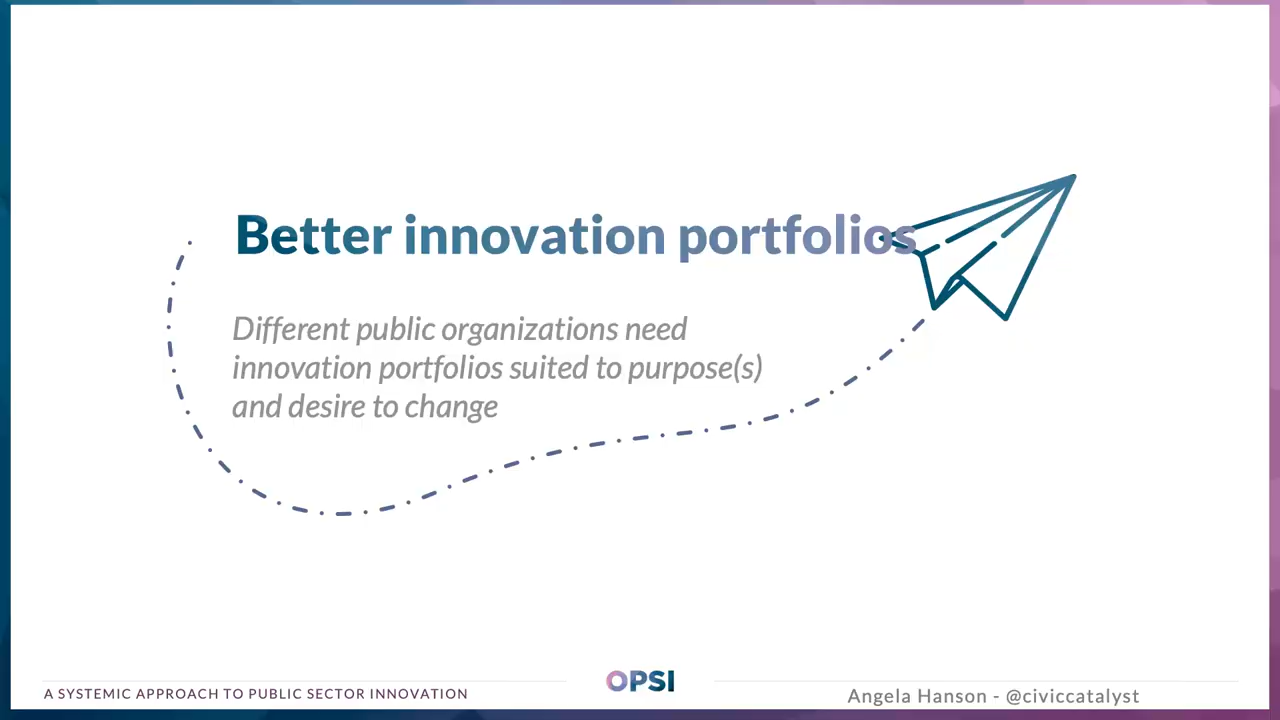 Better innovation portfolios
Different public organizations need
innovation portfolios suited to purpose(s)
and desire to change
A SYSTEMIC APPROACH TO PUBLIC SECTOR INNOVATION
OPSI
Angela Hanson - @civiccatalyst